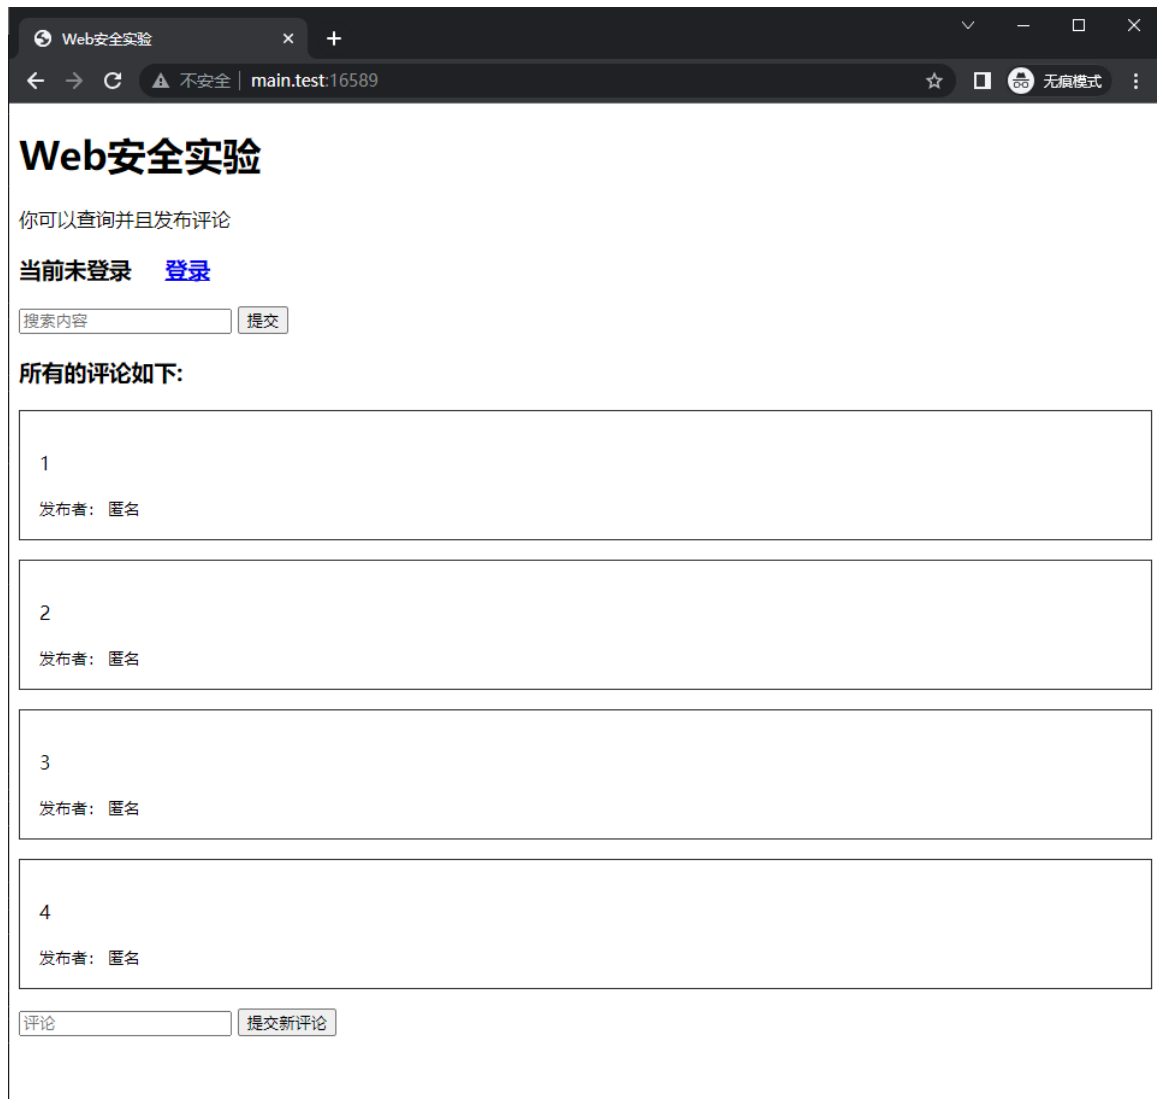 Web安全实验
不安全 main.test:16589 无痕模式
Web安全实验
你可以查询并且发布评论
当前未登录 登录
搜索内容 提交
所有的评论如下:
1
发布者： 匿名
2
发布者： 匿名
3
发布者： 匿名
4
发布者： 匿名
评论 提交新评论